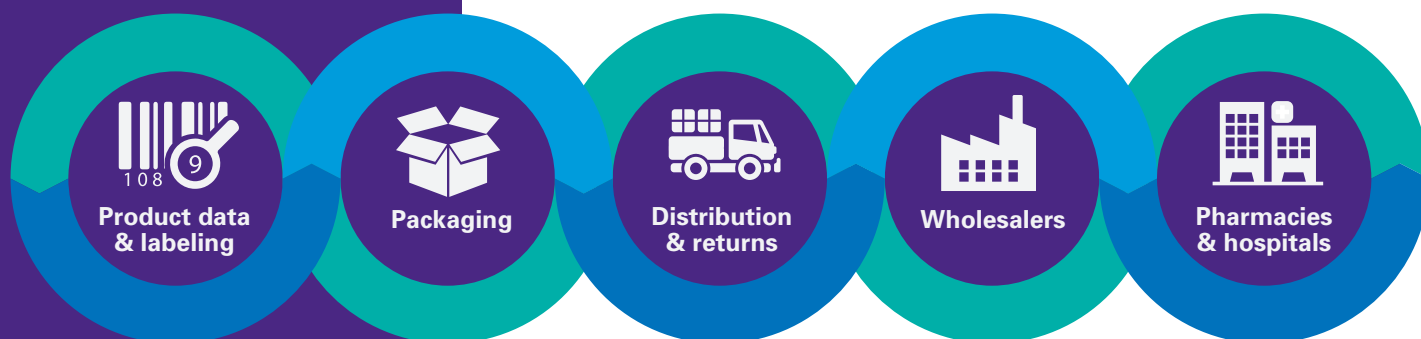 108
9
Product data
& labeling
Packaging
Distribution
& returns
Wholesalers
Pharmacies
& hospitals